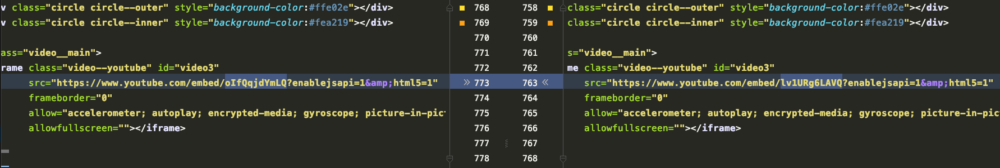 v class="circle circle--outer" style="background-color:#ffe02e"></div> 768 758 class="circle circle--outer" style="background-color:#ffe02e"></div>
v class="circle circle--inner" style="background-color:#fea219"></div> 769 759 class="circle circle--inner" style="background-color:#fea219"></div>
770 760
ass="video__main"> 771 761 s="video__main">
rame class="video--youtube" id="video3" 772 762 me class="video--youtube" id="video3"
src="https://www.youtube.com/embed/oIfQqjdYmLQ?enablejsapi=1&amp;html5=1" » 773 763 « src="https://www.youtube.com/embed/lv1URg6LAVQ?enablejsapi=1&amp;html5=1"
frameborder="0" 774 764 frameborder="0"
allow="accelerometer; autoplay; encrypted-media; gyroscope; picture-in-pict 775 765 allow="accelerometer; autoplay; encrypted-media; gyroscope; picture-in-pict
allowfullscreen=""></iframe> 776 766 allowfullscreen=""></iframe>
777 767
778 768